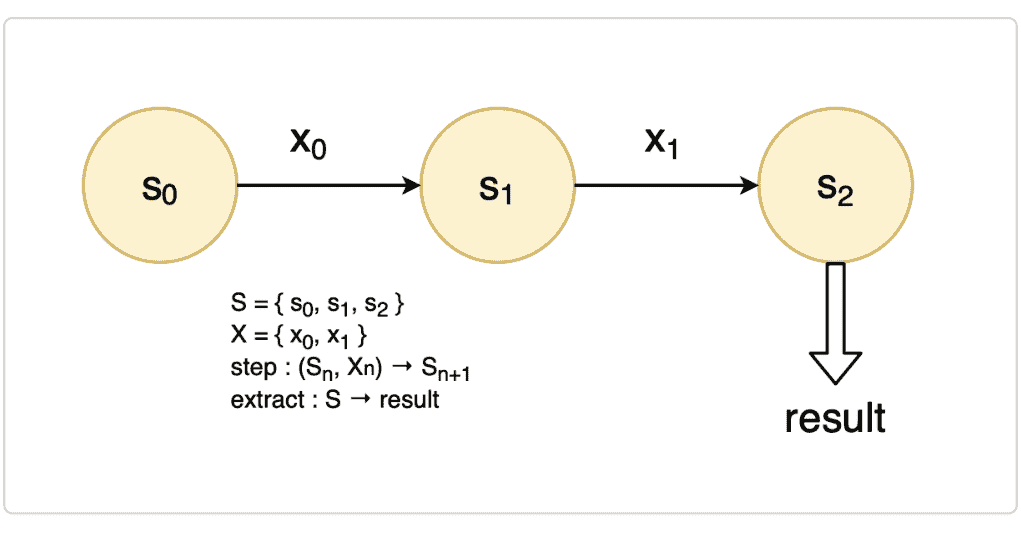 x₀
x₁
s₀
s₁
s₂
S = { s₀, s₁, s₂ }
X = { x₀, x₁ }
step : (Sₙ, Xn) → Sₙ₊₁
extract : S → result
result